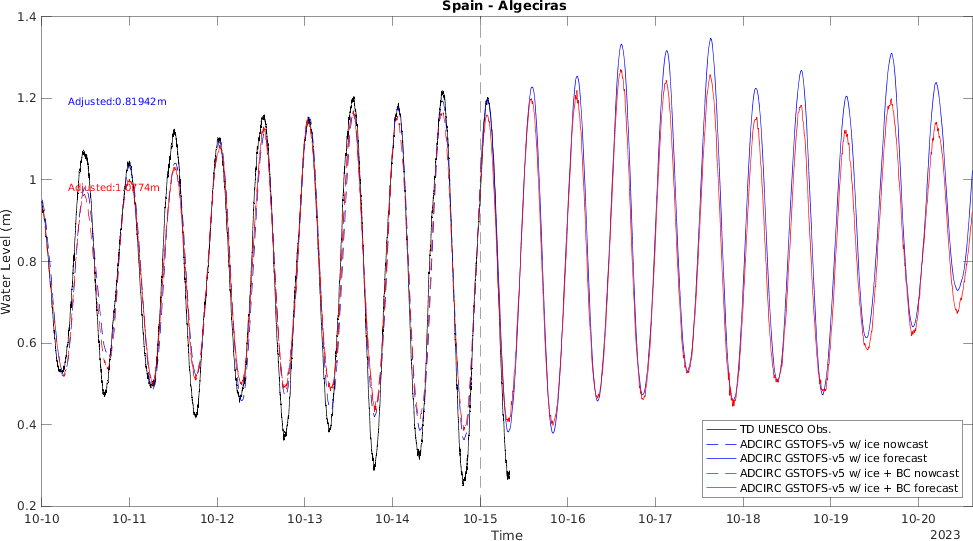 Spain - Algeciras
1.4
1.2
1
0.8
0.6
0.4
0.2
Water Level (m)
Adjusted:0.81942m
Adjusted:1.0774m
TD UNESCO Obs.
ADCIRC GSTOFS-v5 w/ ice nowcast
ADCIRC GSTOFS-v5 w/ ice forecast
ADCIRC GSTOFS-v5 w/ ice + BC nowcast
ADCIRC GSTOFS-v5 w/ ice + BC forecast
10-10 10-11 10-12 10-13 10-14 10-15 10-16 10-17 10-18 10-19 10-20
Time
2023